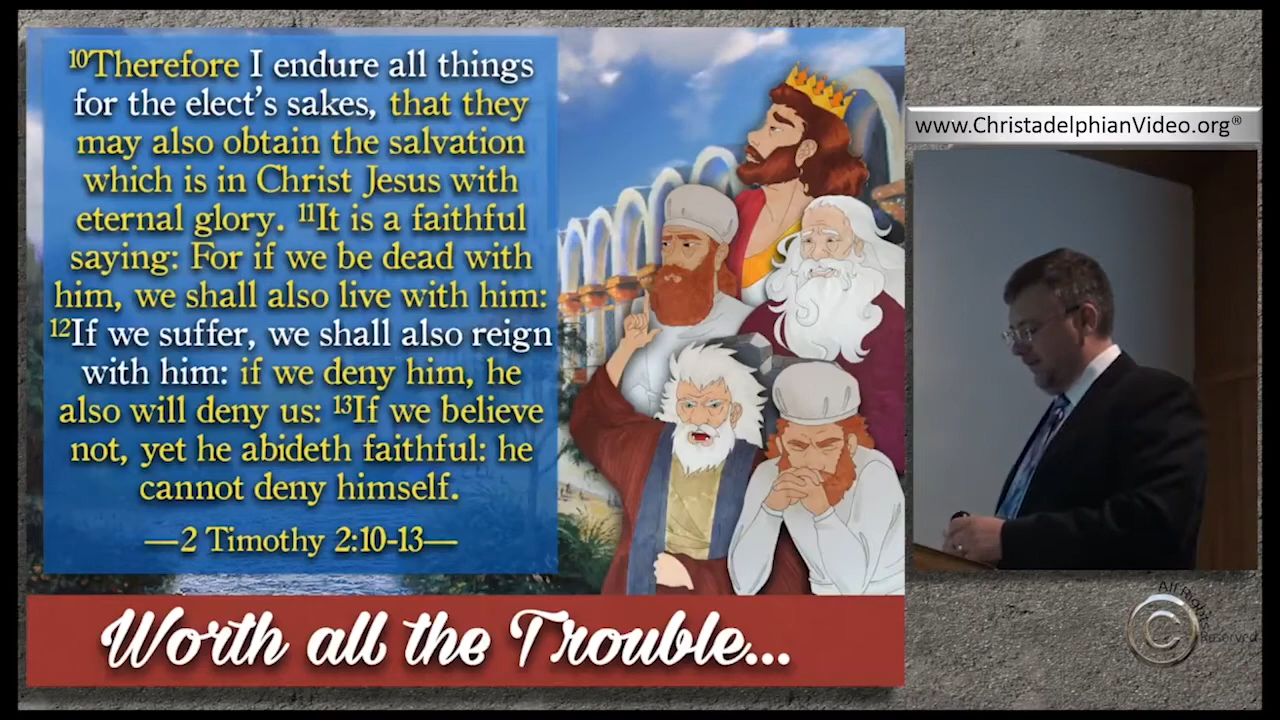 ¹⁰Therefore I endure all things
for the elect's sakes, that they
may also obtain the salvation
which is in Christ Jesus with
eternal glory. ¹¹It is a faithful
saying: For if we be dead with
him, we shall also live with him:
¹²If we suffer, we shall also reign
with him: if we deny him, he
also will deny us: ¹³If we believe
not, yet he abideth faithful: he
cannot deny himself.
—2 Timothy 2:10-13—
Worth all the Trouble...
www.ChristadelphianVideo.org®
All Rights
C
Reserved